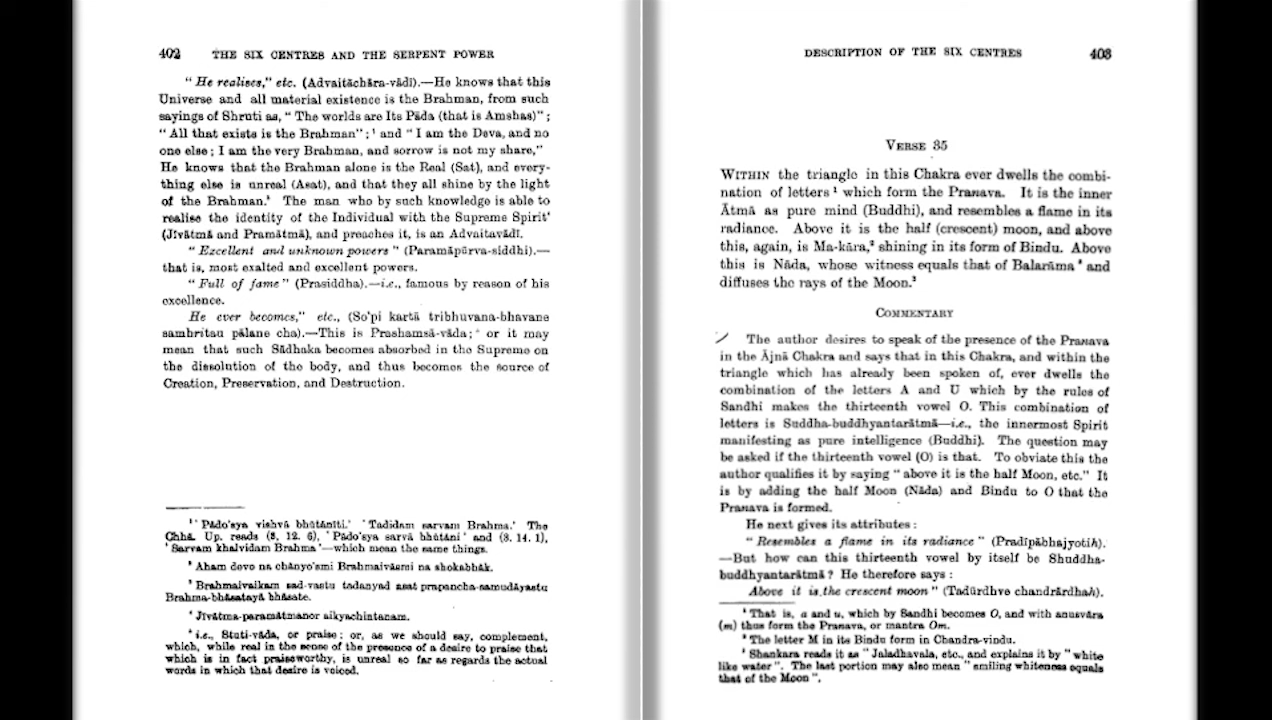 402 THE SIX CENTRES AND THE SERPENT POWER
" He realises," etc. (Advaitāchāra-vādī).—He knows that this
Universe and all material existence is the Brahman, from such
sayings of Shruti as, " The worlds are Its Pāda (that is Amshas)" ;
" All that exists is the Brahman" ; ¹ and " I am the Deva, and no
one else ; I am the very Brahman, and sorrow is not my share,"
He knows that the Brahman alone is the Real (Sat), and every-
thing else is unreal (Asat), and that they all shine by the light
of the Brahman.³ The man who by such knowledge is able to
realise the identity of the Individual with the Supreme Spirit⁴
(Jīvātmā and Pramātmā), and preaches it, is an Advaitavādī.
" Excellent and unknown powers " (Paramāpūrva-siddhi).—
that is, most exalted and excellent powers.
" Full of fame " (Prasiddha).—i.e., famous by reason of his
excellence.
He ever becomes," etc., (So'pi kartā tribhuvana-bhavane
samhritau pālane cha).—This is Prashamsā-vāda; ⁵ or it may
mean that such Sādhaka becomes absorbed in the Supreme on
the dissolution of the body, and thus becomes the source of
Creation, Preservation, and Destruction.
¹ ' Pādo'sya vishvā bhūtānīti.' ' Tadidam sarvam Brahma.' The
Chhā. Up. reads (3, 12. 6), ' Pādo'sya sarvā bhūtāni ' and (3. 14. 1),
' Sarvam khalvidam Brahma '—which mean the same things.
² Aham devo na chānyo'smi Brahmaivāsmi na shokabhāk.
³ Brahmaivaikam sad-vastu tadanyad asat prapancha-samudāyastu
Brahma-bhāsatayā bhāsate.
⁴ Jīvātma-paramātmanor aikyachintanam.
⁵ i.e., Stuti-vāda, or praise ; or, as we should say, complement,
which, while real in the sense of the presence of a desire to praise that
which is in fact praiseworthy, is unreal so far as regards the actual
words in which that desire is voiced.
DESCRIPTION OF THE SIX CENTRES 403
VERSE 35
WITHIN the triangle in this Chakra ever dwells the combi-
nation of letters ¹ which form the Pranava. It is the inner
Ātmā as pure mind (Buddhi), and resembles a flame in its
radiance. Above it is the half (crescent) moon, and above
this, again, is Ma-kāra,² shining in its form of Bindu. Above
this is Nāda, whose witness equals that of Balarāma ³ and
diffuses the rays of the Moon.³
COMMENTARY
The author desires to speak of the presence of the Pranava
in the Ājnā Chakra and says that in this Chakra, and within the
triangle which has already been spoken of, ever dwells the
combination of the letters A and U which by the rules of
Sandhi makes the thirteenth vowel O. This combination of
letters is Suddha-buddhyantarātmā—i.e., the innermost Spirit
manifesting as pure intelligence (Buddhi). The question may
be asked if the thirteenth vowel (O) is that. To obviate this the
author qualifies it by saying " above it is the half Moon, etc." It
is by adding the half Moon (Nāda) and Bindu to O that the
Pranava is formed.
He next gives its attributes :
" Resembles a flame in its radiance " (Pradīpābhajyotih).
—But how can this thirteenth vowel by itself be Shuddha-
buddhyantarātmā ? He therefore says :
Above it is the crescent moon " (Tadūrdhve chandrārdhah).
¹ That is, a and u, which by Sandhi becomes O, and with anusvāra
(m) thus form the Pranava, or mantra Om.
² The letter M in its Bindu form in Chandra-vindu.
³ Shankara reads it as " Jaladhavala, etc., and explains it by " white
like water ". The last portion may also mean " smiling whiteness equals
that of the Moon ".